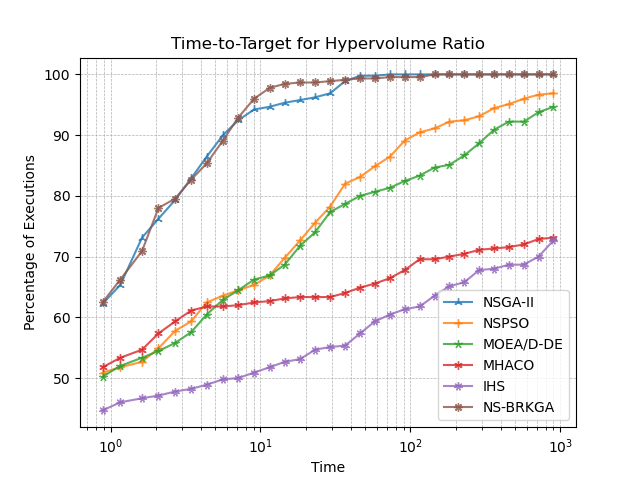 Time-to-Target for Hypervolume Ratio
Percentage of Executions
100
90
80
70
60
50
10^0
10^1
10^2
10^3
Time
NSGA-II
NSPSO
MOEA/D-DE
MHACO
IHS
NS-BRKGA